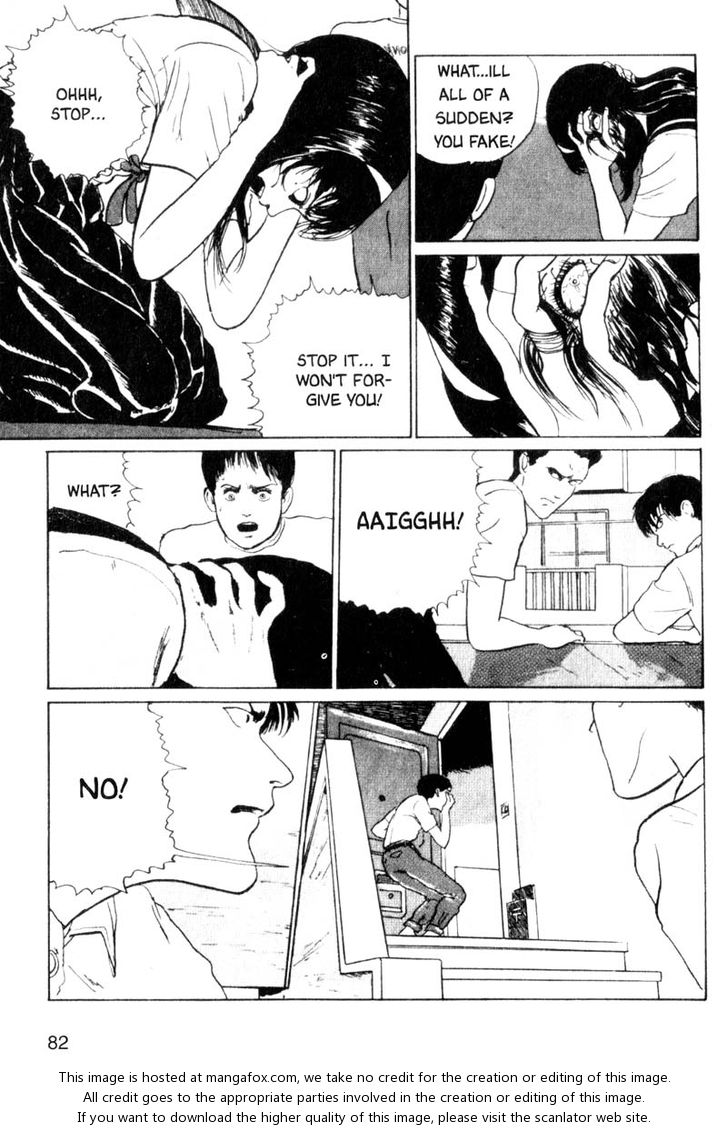 OHHH,
STOP...
STOP IT... I
WON'T FOR-
GIVE YOU!
WHAT...ILL
ALL OF A
SUDDEN?
YOU FAKE!
WHAT?
AAIGGHH!
NO!
82
This image is hosted at mangafox.com, we take no credit for the creation or editing of this image.
All credit goes to the appropriate parties involved in the creation or editing of this image.
If you want to download the higher quality of this image, please visit the scanlator web site.